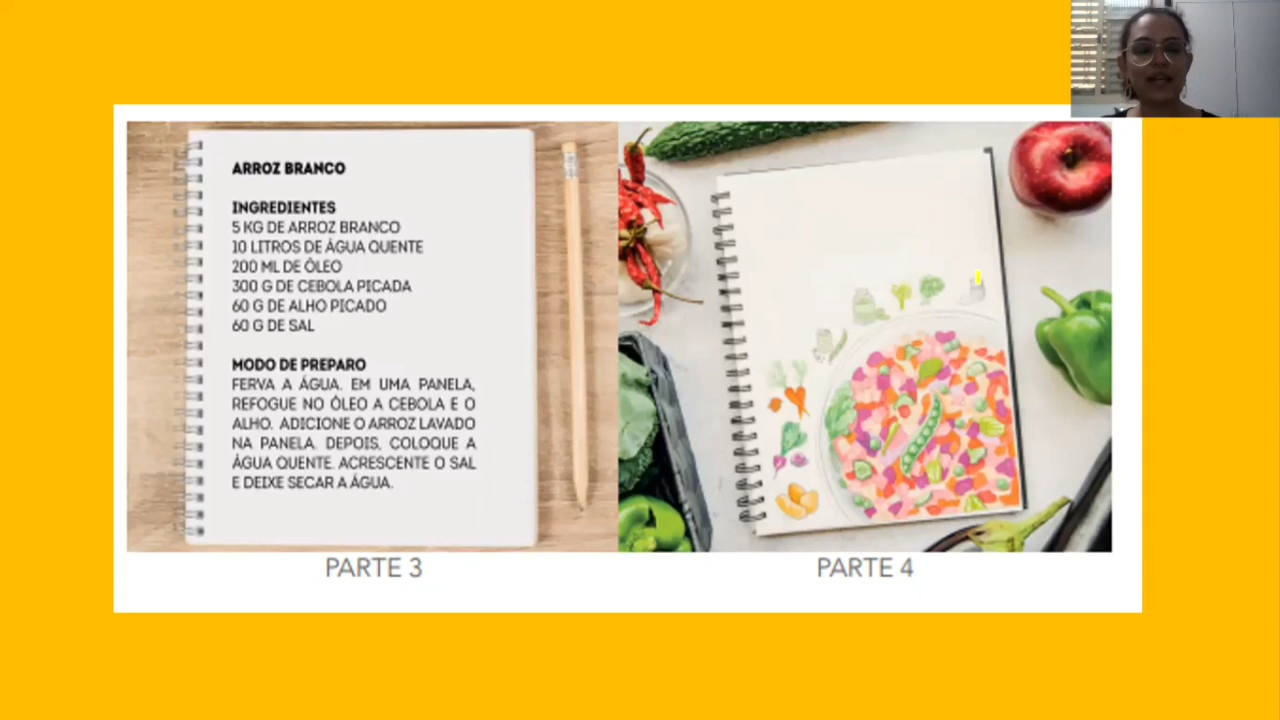 ARROZ BRANCO
INGREDIENTES
5 KG DE ARROZ BRANCO
10 LITROS DE ÁGUA QUENTE
200 ML DE ÓLEO
300 G DE CEBOLA PICADA
60 G DE ALHO PICADO
60 G DE SAL
MODO DE PREPARO
FERVA A ÁGUA. EM UMA PANELA,
REFOGUE NO ÓLEO A CEBOLA E O
ALHO. ADICIONE O ARROZ LAVADO
NA PANELA. DEPOIS, COLOQUE A
ÁGUA QUENTE. ACRESCENTE O SAL
E DEIXE SECAR A ÁGUA.
PARTE 3
PARTE 4